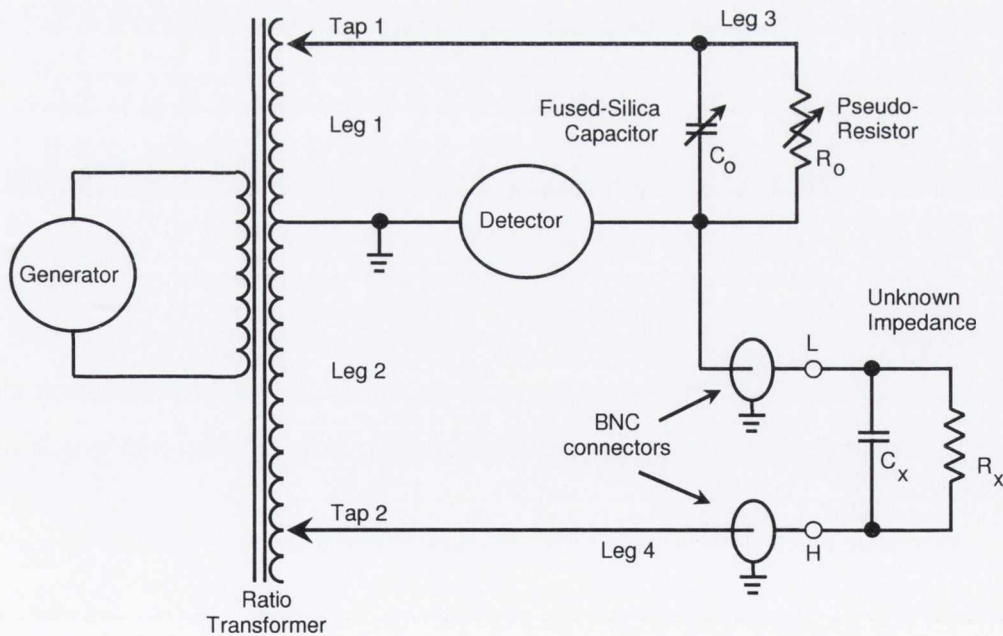 Tap 1
Leg 3
Leg 1
Fused-Silica
Capacitor
Co
Pseudo-
Resistor
Ro
Detector
Generator
Unknown
Impedance
Leg 2
L
BNC
connectors
Cx
Rx
Tap 2
Leg 4
H
Ratio
Transformer